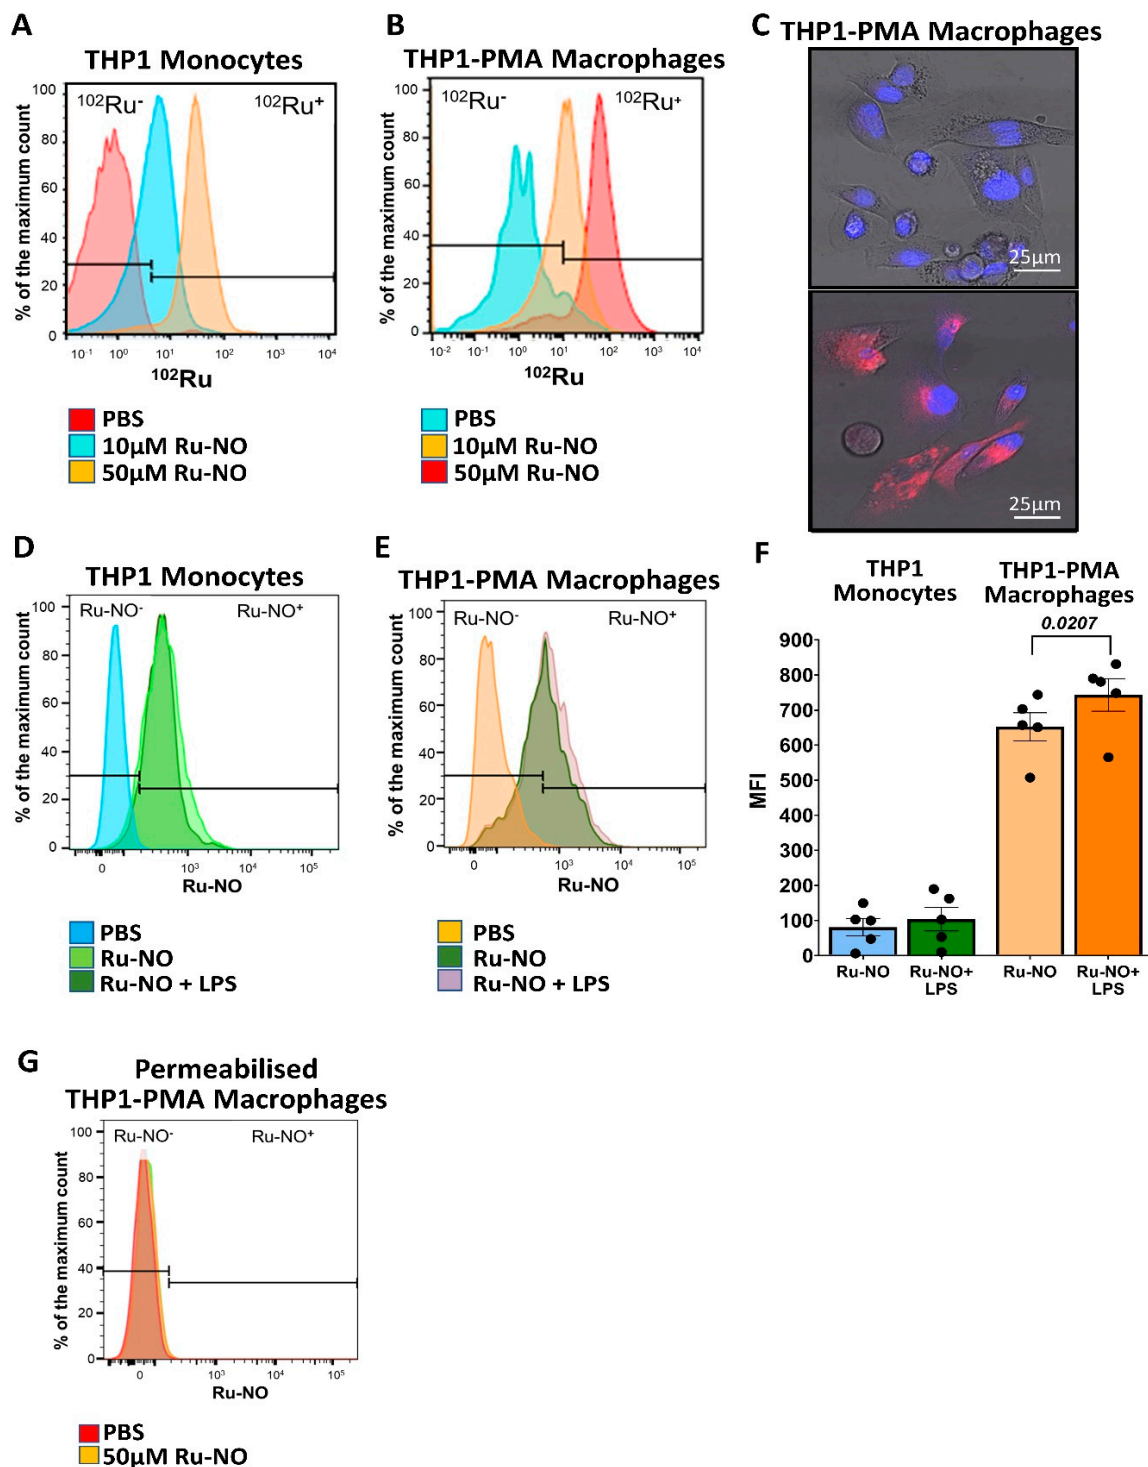 A
THP1 Monocytes
% of the maximum count
100
80
60
40
20
0
¹⁰²Ru⁻
¹⁰²Ru⁺
10⁻¹ 10⁰ 10¹ 10² 10³ 10⁴
¹⁰²Ru
PBS
10µM Ru-NO
50µM Ru-NO
B
THP1-PMA Macrophages
% of the maximum count
100
80
60
40
20
0
¹⁰²Ru⁻
¹⁰²Ru⁺
10⁻² 10⁻¹ 10⁰ 10¹ 10² 10³ 10⁴
¹⁰²Ru
PBS
10µM Ru-NO
50µM Ru-NO
C
THP1-PMA Macrophages
25µm
25µm
D
THP1 Monocytes
% of the maximum count
100
80
60
40
20
0
Ru-NO⁻
Ru-NO⁺
0 10³ 10⁴ 10⁵
Ru-NO
PBS
Ru-NO
Ru-NO + LPS
E
THP1-PMA Macrophages
% of the maximum count
100
80
60
40
20
0
Ru-NO⁻
Ru-NO⁺
0 10³ 10⁴ 10⁵
Ru-NO
PBS
Ru-NO
Ru-NO + LPS
F
THP1
Monocytes
THP1-PMA
Macrophages
0.0207
MFI
900
800
700
600
500
400
300
200
100
0
Ru-NO
Ru-NO+
LPS
Ru-NO
Ru-NO+
LPS
G
Permeabilised
THP1-PMA Macrophages
% of the maximum count
100
80
60
40
20
0
Ru-NO⁻
Ru-NO⁺
0 10³ 10⁴ 10⁵
Ru-NO
PBS
50µM Ru-NO